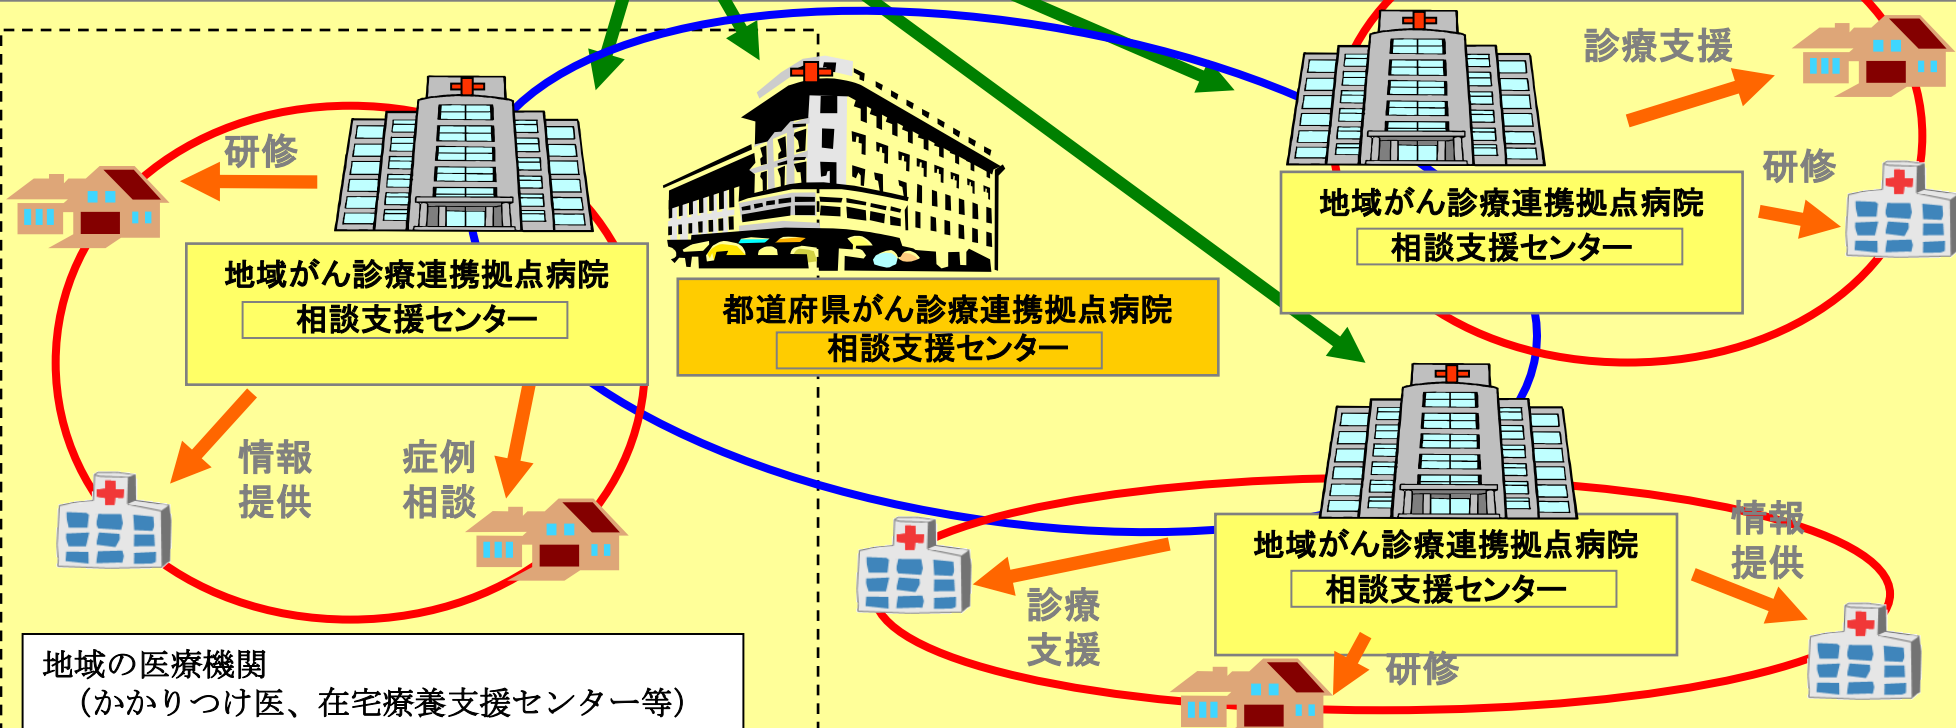 診療支援
研修
研修
地域がん診療連携拠点病院
相談支援センター
地域がん診療連携拠点病院
相談支援センター
都道府県がん診療連携拠点病院
相談支援センター
情報
提供
症例
相談
情報
提供
地域がん診療連携拠点病院
相談支援センター
診療
支援
研修
地域の医療機関
（かかりつけ医、在宅療養支援センター等）